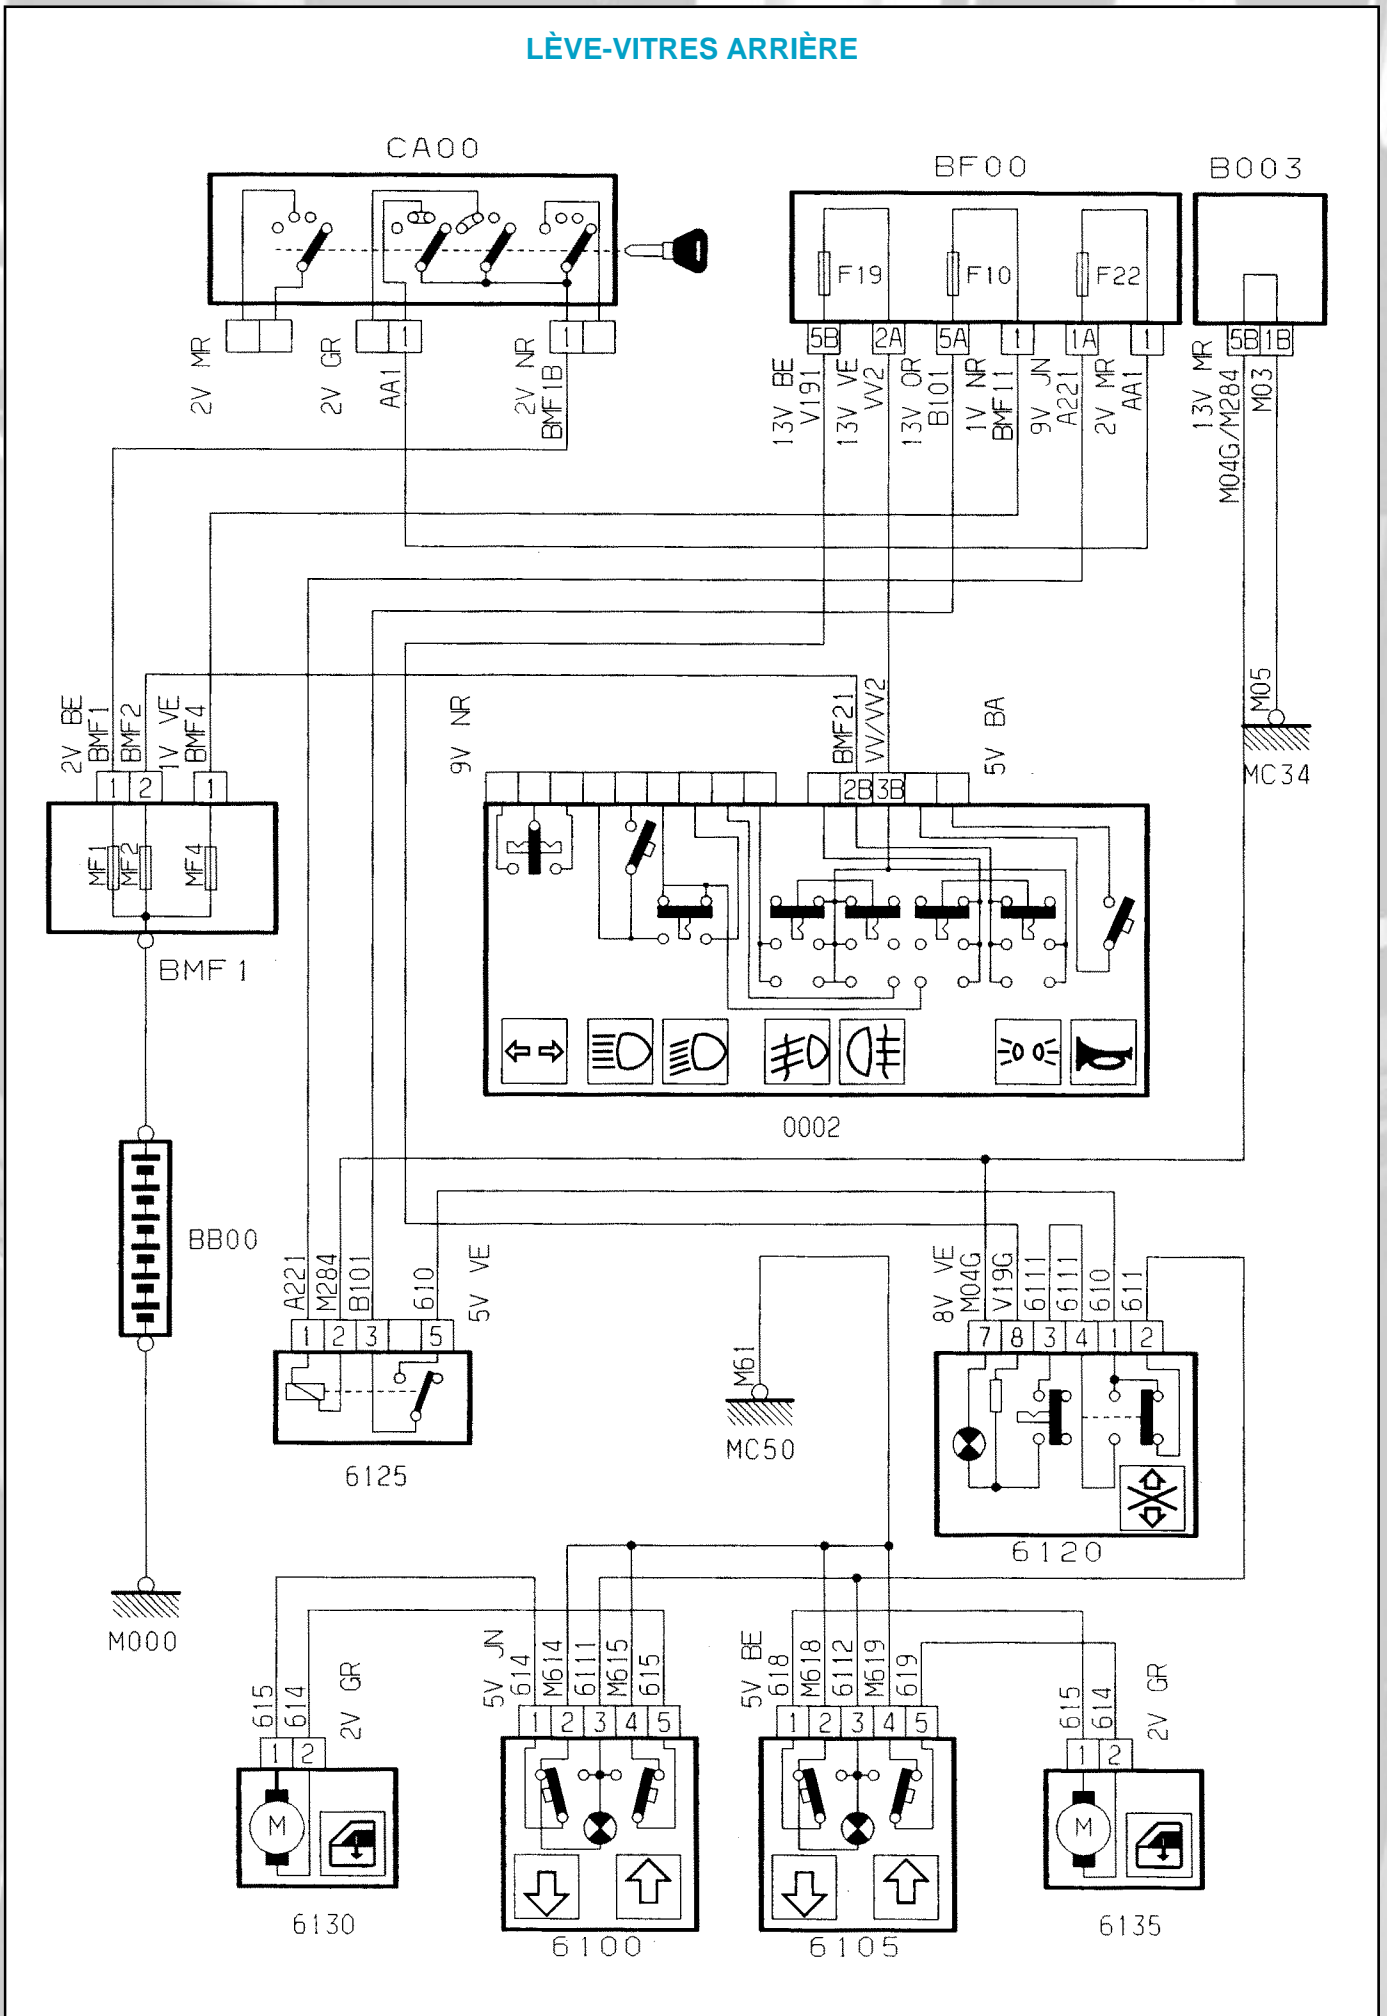 LÈVE-VITRES ARRIÈRE
CA00
BF00
B003
F19
F10
F22
1
1
5B
2A
5A
1
1A
1
5B
1B
2V MR
2V GR
AA1
2V NR
BMF1B
13V BE
V191
13V VE
VV2
13V OR
B101
1V NR
BMF11
9V JN
A221
2V MR
AA1
13V MR
M04G/M284
M03
2V BE
BMF1
BMF2
1V VE
BMF4
9V NR
BMF21
VV/VV2
5V BA
M05
MC34
1
2
1
2B
3B
MF1
MF2
MF4
BMF1
0002
BB00
A221
M284
B101
610
5V VE
8V VE
M04G
V19G
6111
6111
610
611
1
2
3
5
7
8
3
4
1
2
M61
MC50
6125
6120
M000
5V JN
614
M614
6111
M615
615
5V BE
618
M618
6112
M619
619
615
614
2V GR
615
614
2V GR
1
2
3
4
5
1
2
3
4
5
1
2
1
2
M
M
6130
6100
6105
6135